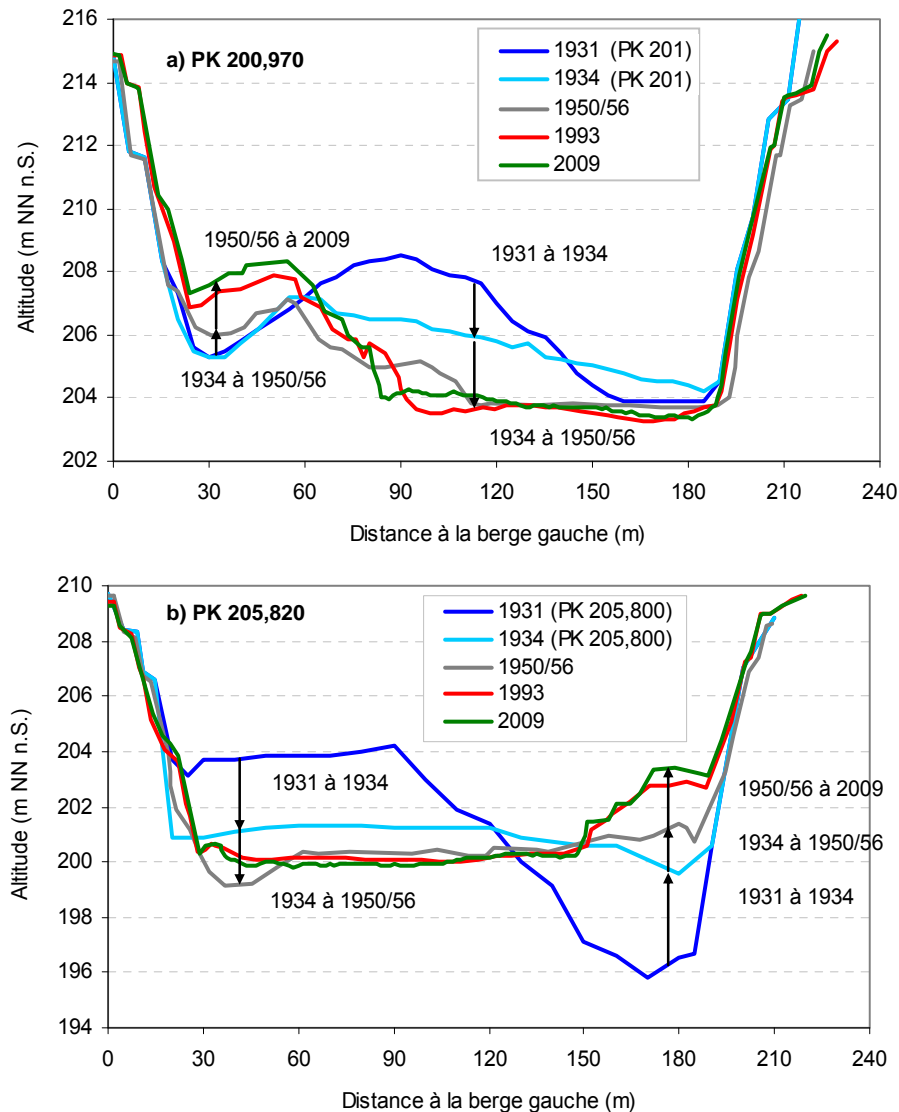 216
214
212
210
208
206
204
202
Altitude (m NN n.S.)
a) PK 200,970
1931 (PK 201)
1934 (PK 201)
1950/56
1993
2009
1950/56 à 2009
1931 à 1934
1934 à 1950/56
1934 à 1950/56
0 30 60 90 120 150 180 210 240
Distance à la berge gauche (m)
210
208
206
204
202
200
198
196
194
Altitude (m NN n.S.)
b) PK 205,820
1931 (PK 205,800)
1934 (PK 205,800)
1950/56
1993
2009
1931 à 1934
1950/56 à 2009
1934 à 1950/56
1934 à 1950/56
1931 à 1934
0 30 60 90 120 150 180 210 240
Distance à la berge gauche (m)